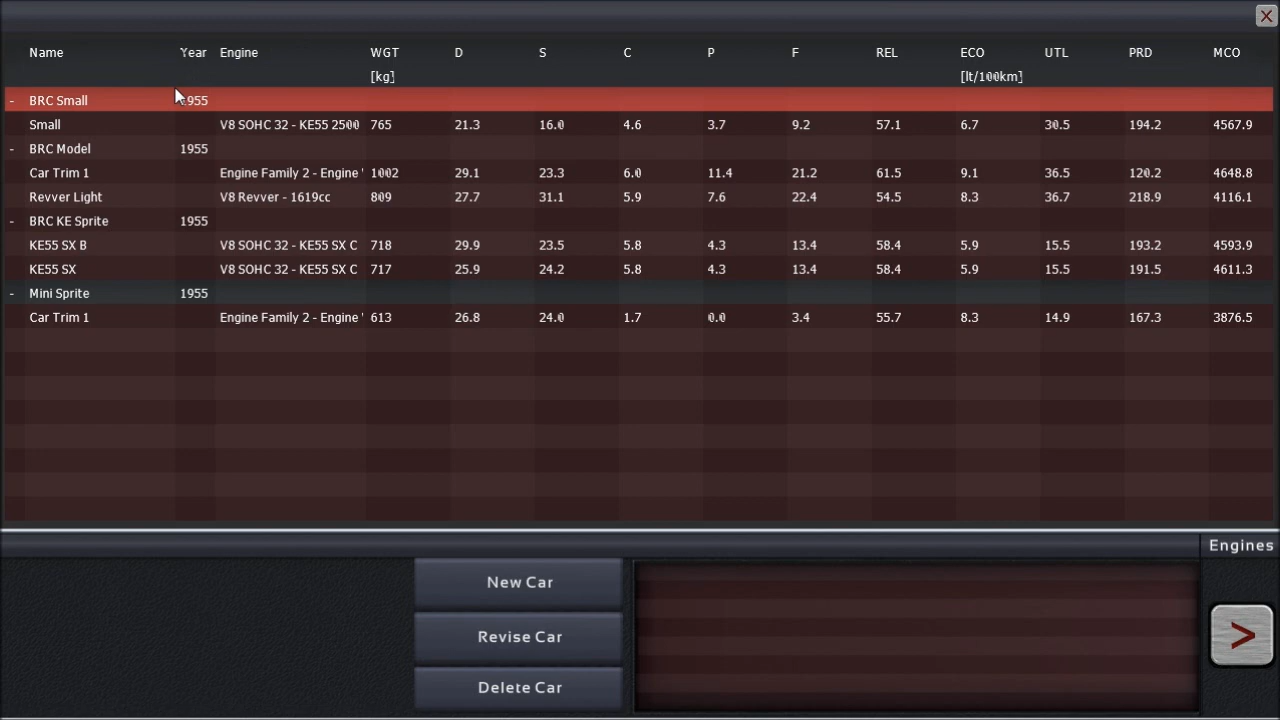 Name Year Engine WGT D S C P F REL ECO UTL PRD MCO
[kg] [lt/100km]
- BRC Small 1955
Small V8 SOHC 32 - KE55 2500 765 21.3 16.0 4.6 3.7 9.2 57.1 6.7 30.5 194.2 4567.9
- BRC Model 1955
Car Trim 1 Engine Family 2 - Engine ' 1002 29.1 23.3 6.0 11.4 21.2 61.5 9.1 36.5 120.2 4648.8
Revver Light V8 Revver - 1619cc 809 27.7 31.1 5.9 7.6 22.4 54.5 8.3 36.7 218.9 4116.1
- BRC KE Sprite 1955
KE55 SX B V8 SOHC 32 - KE55 SX C 718 29.9 23.5 5.8 4.3 13.4 58.4 5.9 15.5 193.2 4593.9
KE55 SX V8 SOHC 32 - KE55 SX C 717 25.9 24.2 5.8 4.3 13.4 58.4 5.9 15.5 191.5 4611.3
- Mini Sprite 1955
Car Trim 1 Engine Family 2 - Engine ' 613 26.8 24.0 1.7 0.0 3.4 55.7 8.3 14.9 167.3 3876.5
Engines
New Car
Revise Car
Delete Car
>